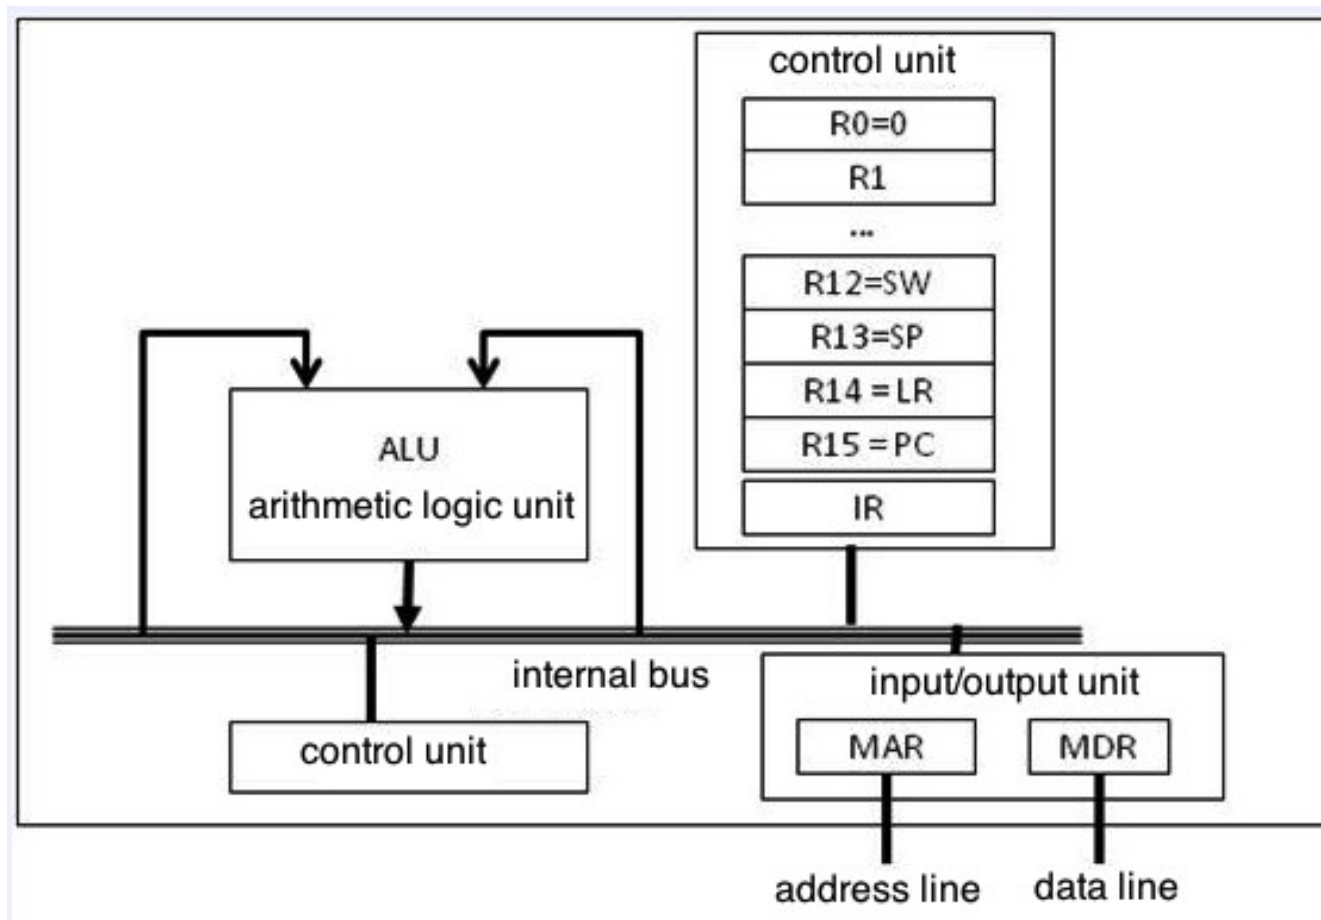 control unit
R0=0
R1
...
R12=SW
R13=SP
R14 = LR
R15 = PC
IR
ALU
arithmetic logic unit
internal bus
control unit
input/output unit
MAR
MDR
address line
data line